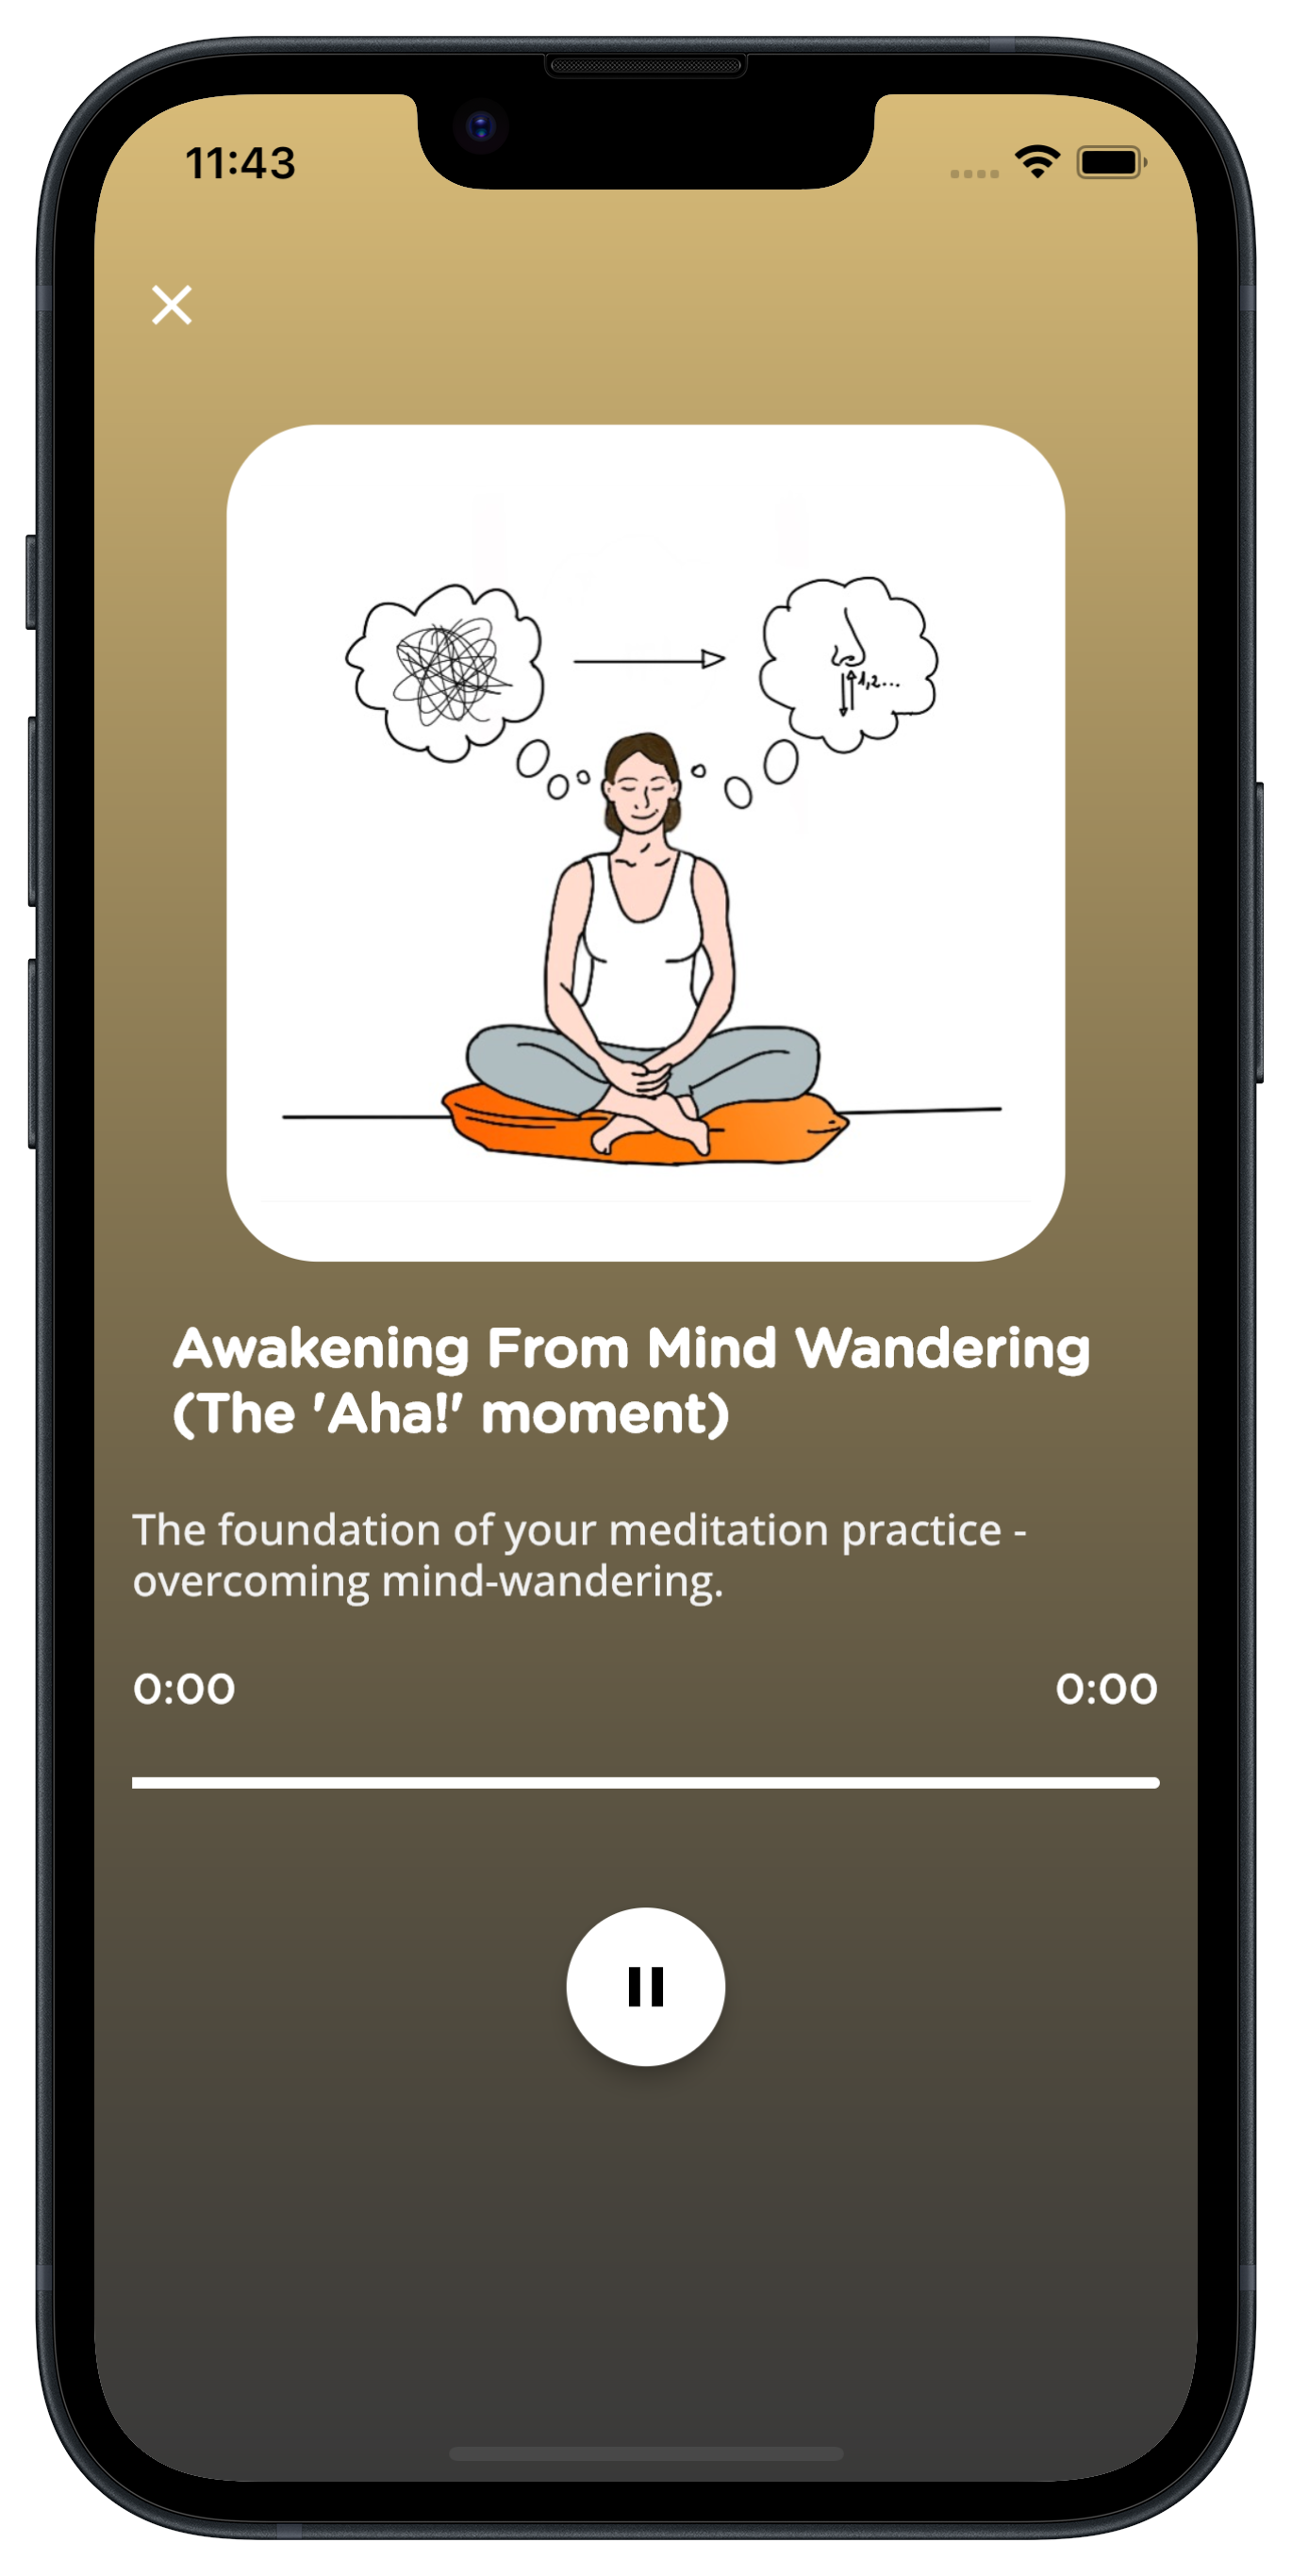 11:43
1,2...
Awakening From Mind Wandering
(The 'Aha!' moment)
The foundation of your meditation practice -
overcoming mind-wandering.
0:00 0:00